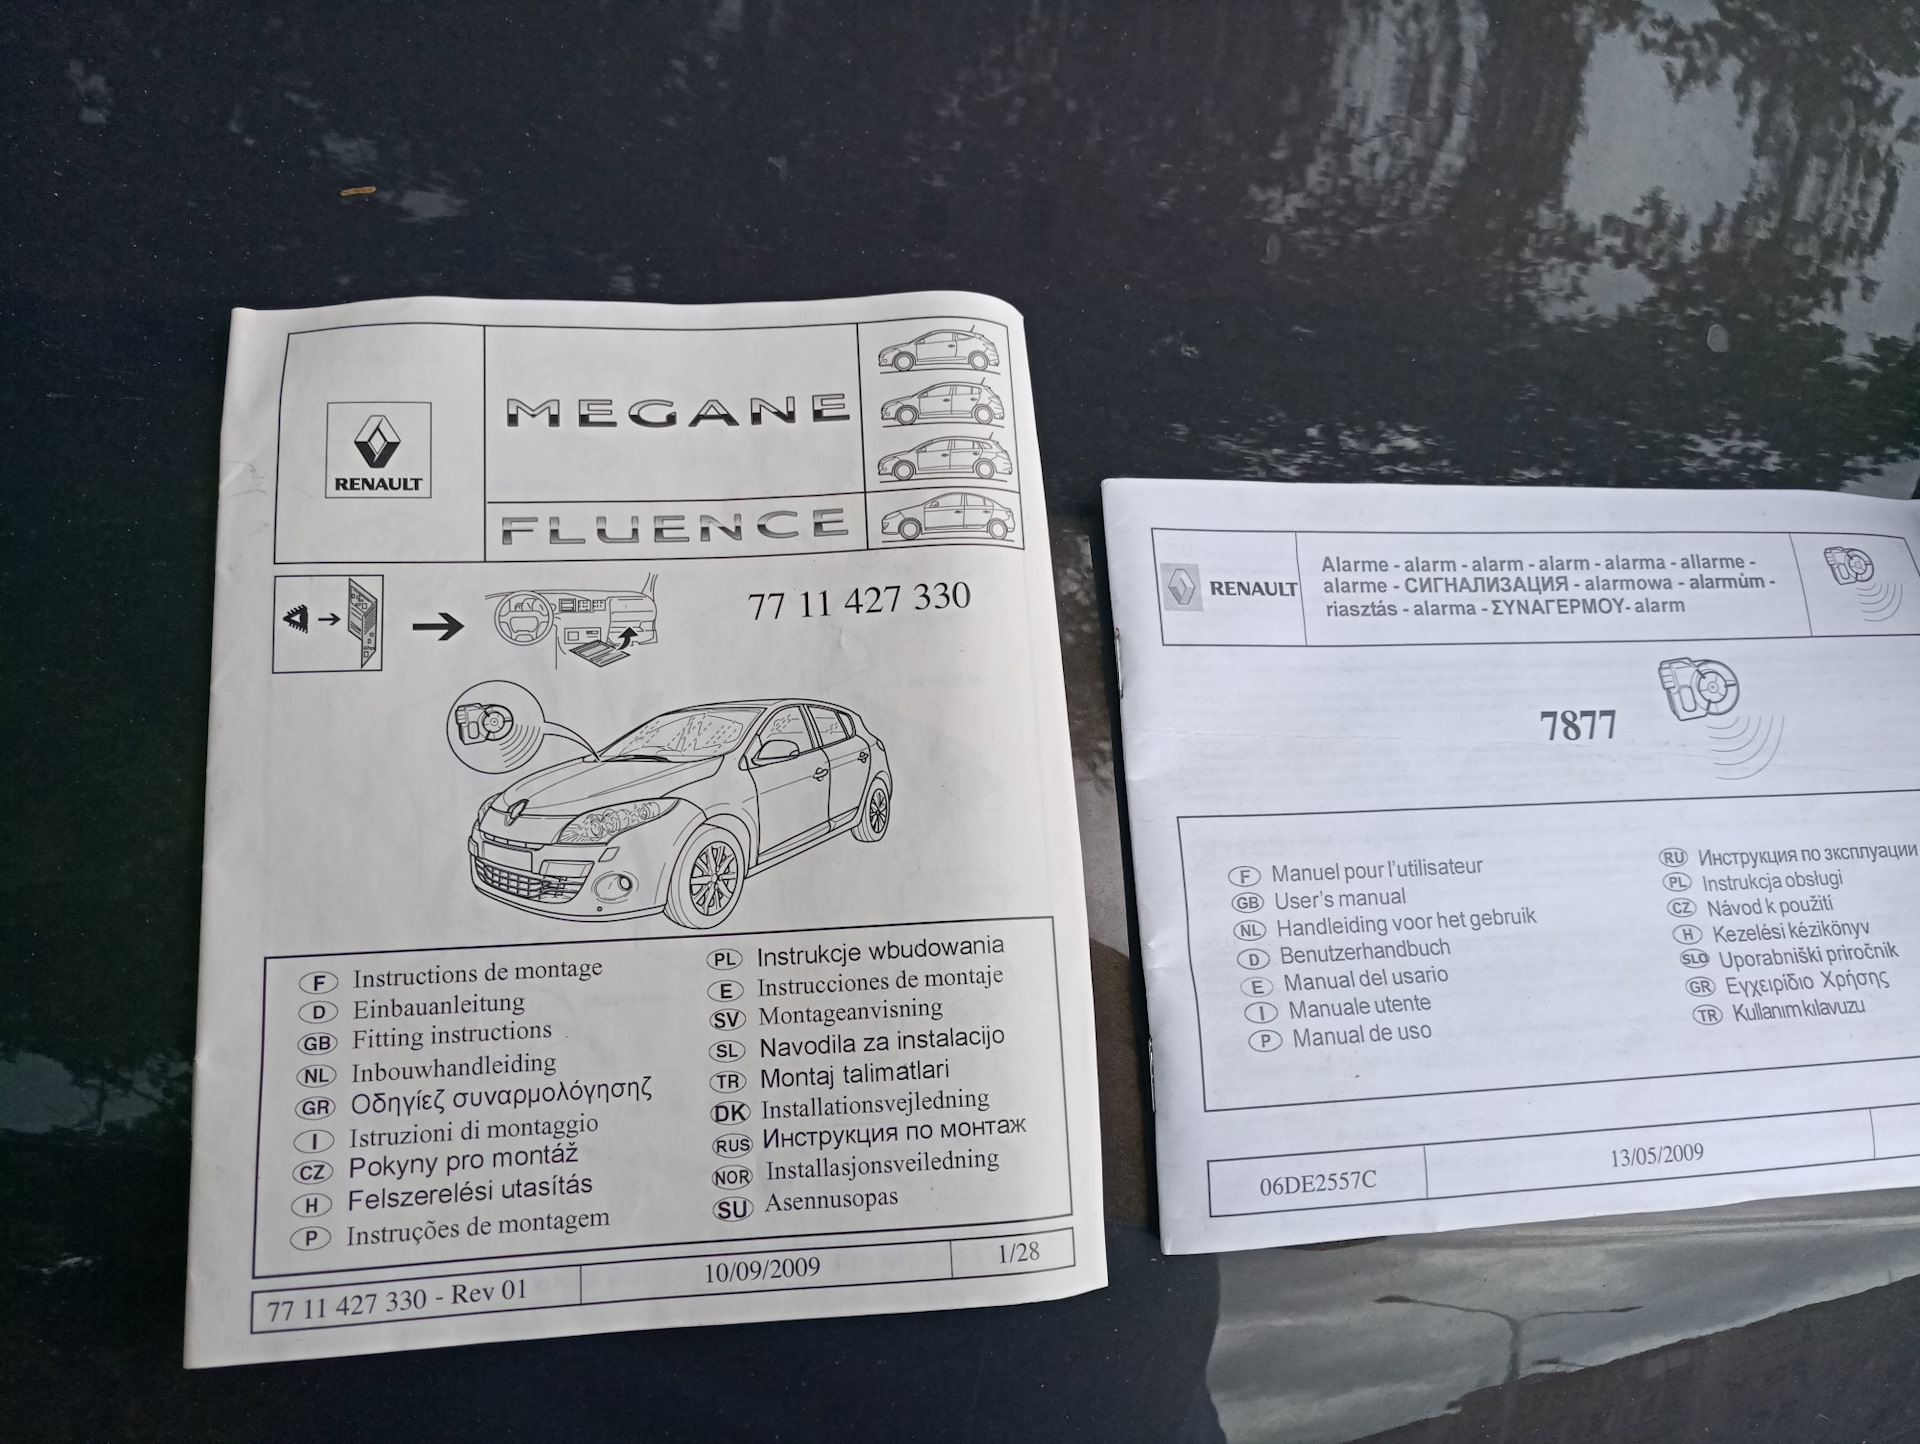 RENAULT
MEGANE
FLUENCE
77 11 427 330
F Instructions de montage
D Einbauanleitung
GB Fitting instructions
NL Inbouwhandleiding
GR Οδηγίεζ συναρμολόγησηζ
I Istruzioni di montaggio
CZ Pokyny pro montáž
H Felszerelési utasítás
P Instruções de montagem
PL Instrukcje wbudowania
E Instrucciones de montaje
SV Montageanvisning
SL Navodila za instalacijo
TR Montaj talimatlari
DK Installationsvejledning
RUS Инструкция по монтаж
NOR Installasjonsveiledning
SU Asennusopas
77 11 427 330 - Rev 01
10/09/2009
1/28
RENAULT
Alarme - alarm - alarm - alarm - alarma - allarme -
alarme - СИГНАЛИЗАЦИЯ - alarmowa - alarmům -
riasztás - alarma - ΣΥΝΑΓΕΡΜΟΥ- alarm
7877
F Manuel pour l'utilisateur
GB User's manual
NL Handleiding voor het gebruik
D Benutzerhandbuch
E Manual del usario
I Manuale utente
P Manual de uso
RU Инструкция по зксплуации
PL Instrukcja obsługi
CZ Návod k použití
H Kezelési kézikönyv
SLO Uporabniški priročnik
GR Εγχειρίδιο Χρήσης
TR Kullanım kılavuzu
06DE2557C
13/05/2009